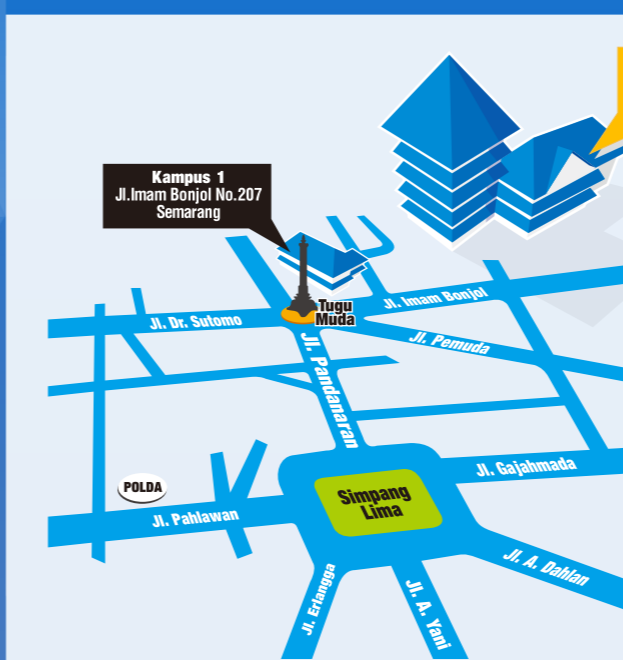 Kampus 1
Jl.Imam Bonjol No.207
Semarang
Tugu
Muda
Jl. Imam Bonjol
Jl. Dr. Sutomo
Jl. Pemuda
Jl. Pandanaran
Jl. Gajahmada
POLDA
Simpang
Lima
Jl. Pahlawan
Jl. A. Dahlan
Jl. Erlangga
Jl. A. Yani